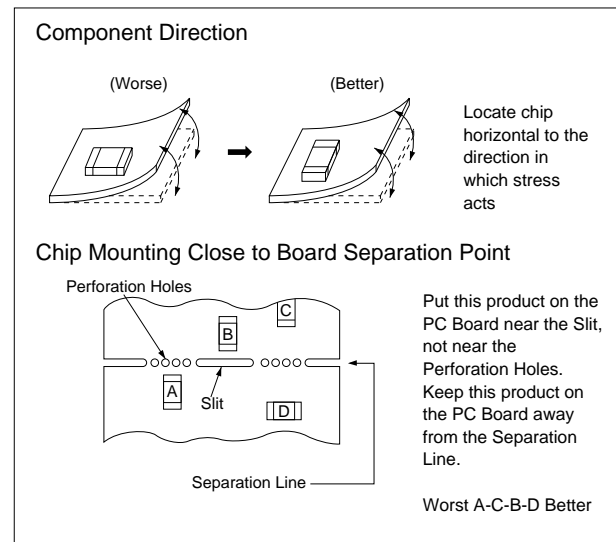 Component Direction
(Worse)
(Better)
Locate chip
horizontal to the
direction in
which stress
acts
Chip Mounting Close to Board Separation Point
Perforation Holes
C
B
A
Slit
D
Separation Line
Put this product on the
PC Board near the Slit,
not near the
Perforation Holes.
Keep this product on
the PC Board away
from the Separation
Line.
Worst A-C-B-D Better